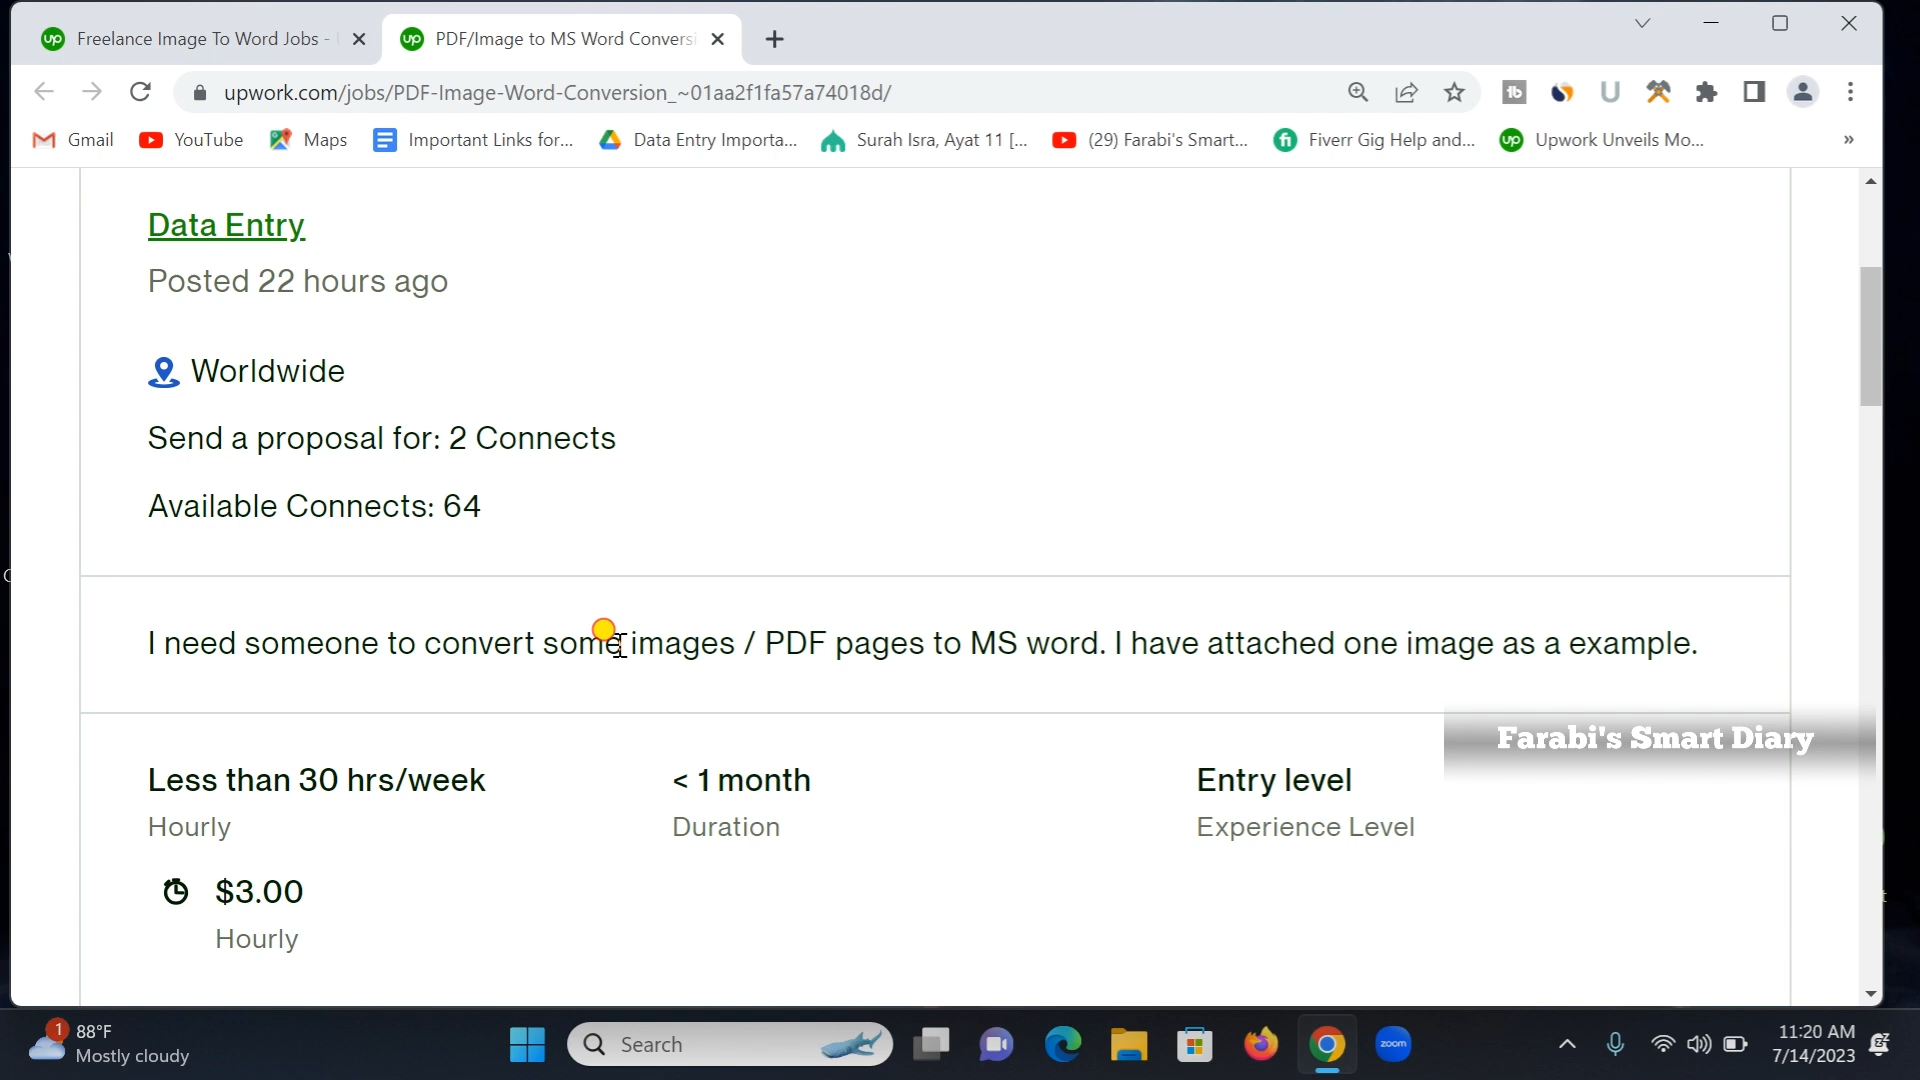 Freelance Image To Word Jobs -
PDF/Image to MS Word Conversi
upwork.com/jobs/PDF-Image-Word-Conversion_~01aa2f1fa57a74018d/
Gmail
YouTube
Maps
Important Links for...
Data Entry Importa...
Surah Isra, Ayat 11 [...
(29) Farabi's Smart...
Fiverr Gig Help and...
Upwork Unveils Mo...
»
Data Entry
Posted 22 hours ago
Worldwide
Send a proposal for: 2 Connects
Available Connects: 64
I need someone to convert some images / PDF pages to MS word. I have attached one image as a example.
Farabi's Smart Diary
Less than 30 hrs/week
Hourly
< 1 month
Duration
Entry level
Experience Level
$3.00
Hourly
1
88°F
Mostly cloudy
Search
zoom
11:20 AM
7/14/2023